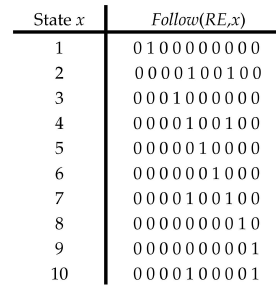 State x Follow(RE,x)
1 0 1 0 0 0 0 0 0 0 0
2 0 0 0 0 1 0 0 1 0 0
3 0 0 0 1 0 0 0 0 0 0
4 0 0 0 0 1 0 0 1 0 0
5 0 0 0 0 0 1 0 0 0 0
6 0 0 0 0 0 0 1 0 0 0
7 0 0 0 0 1 0 0 1 0 0
8 0 0 0 0 0 0 0 0 1 0
9 0 0 0 0 0 0 0 0 0 1
10 0 0 0 0 1 0 0 0 0 1